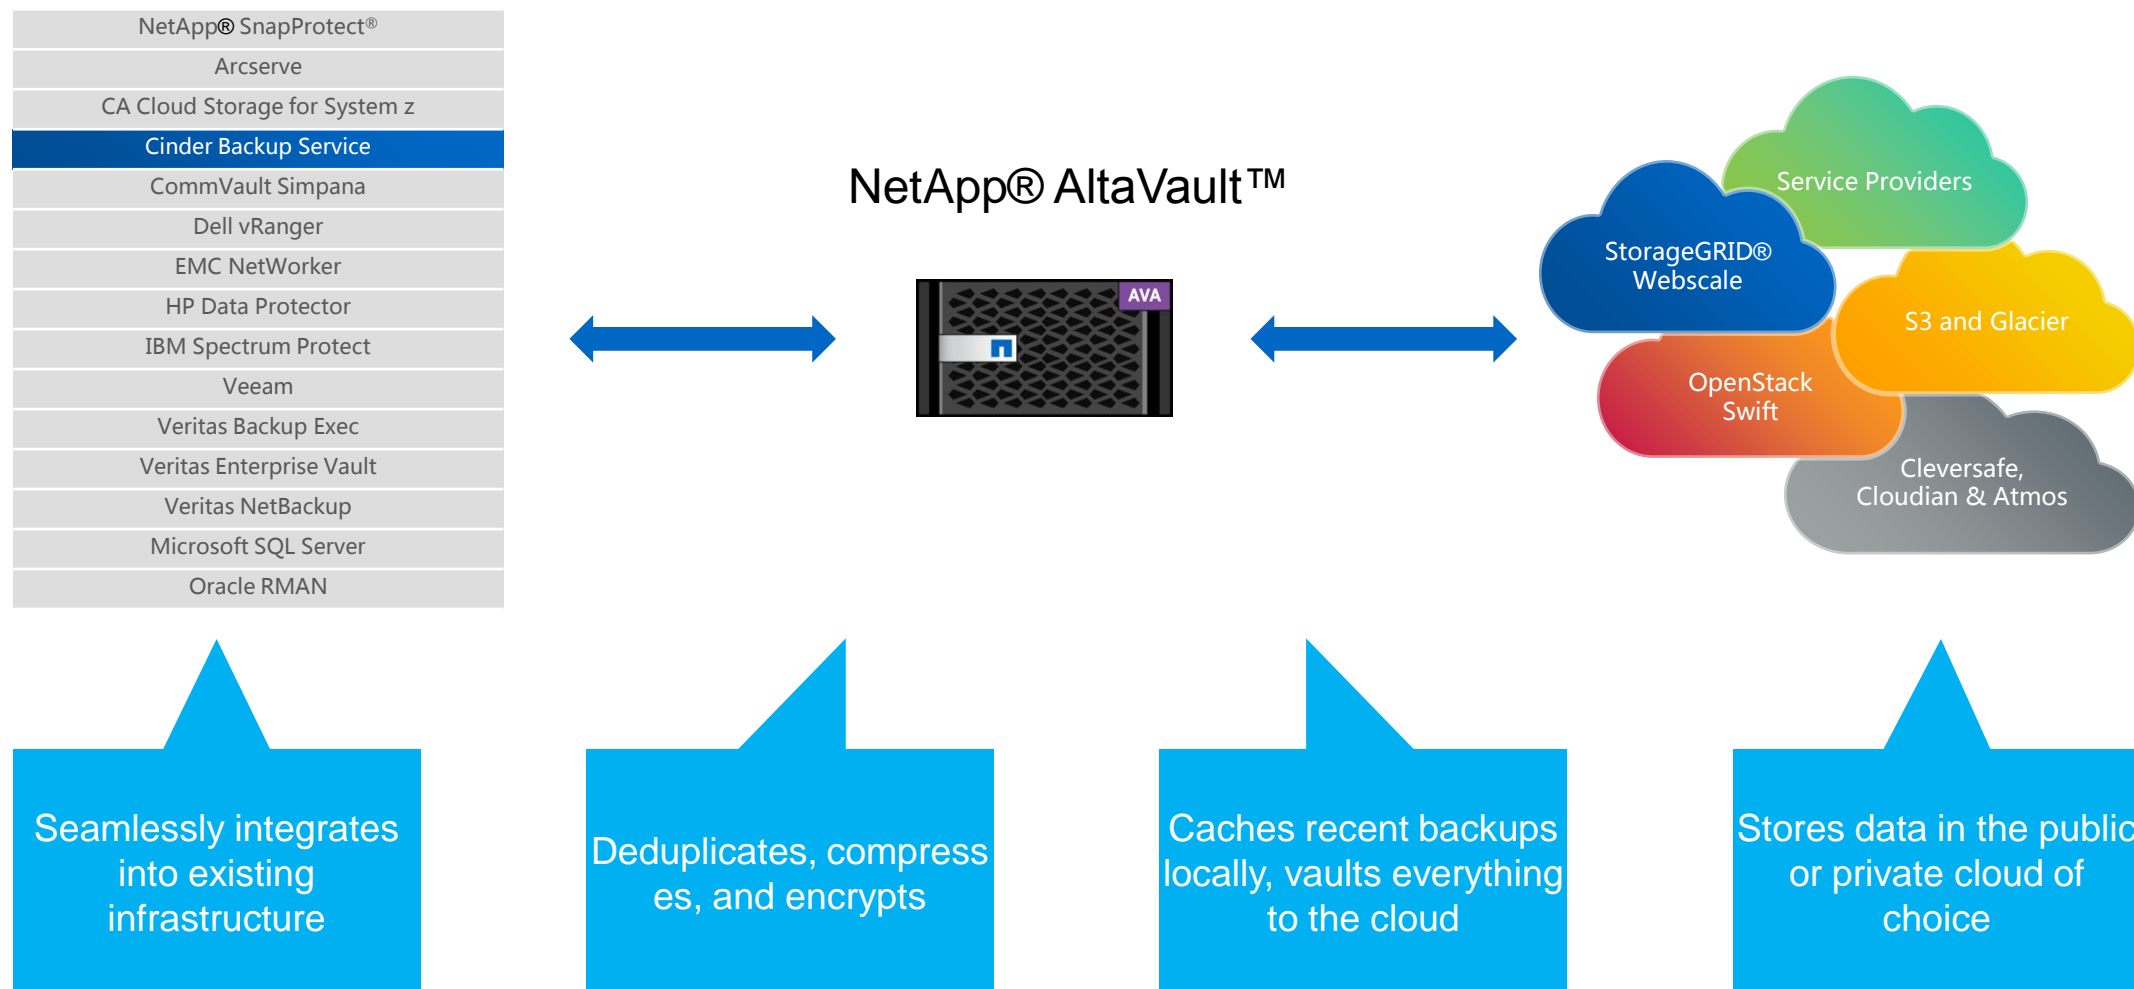 NetApp® SnapProtect®
Arcserve
CA Cloud Storage for System z
Cinder Backup Service
CommVault Simpana
Dell vRanger
EMC NetWorker
HP Data Protector
IBM Spectrum Protect
Veeam
Veritas Backup Exec
Veritas Enterprise Vault
Veritas NetBackup
Microsoft SQL Server
Oracle RMAN
NetApp® AltaVault™
AVA
Service Providers
StorageGRID®
Webscale
S3 and Glacier
OpenStack
Swift
Cleversafe,
Cloudian & Atmos
Seamlessly integrates
into existing
infrastructure
Deduplicates, compress
es, and encrypts
Caches recent backups
locally, vaults everything
to the cloud
Stores data in the public
or private cloud of
choice